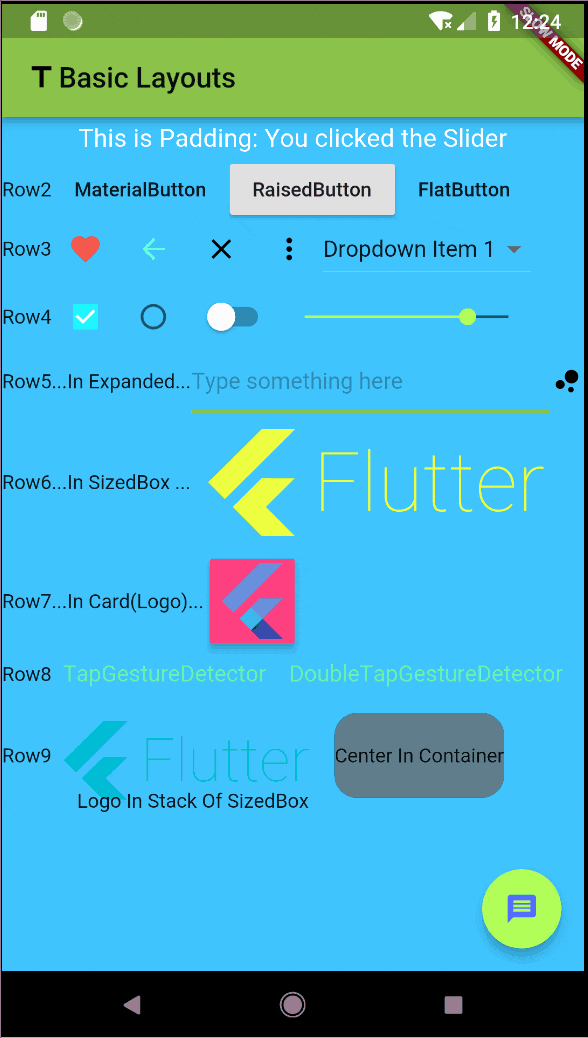 12:24
SLOW MODE
T Basic Layouts
This is Padding: You clicked the Slider
Row2 MaterialButton RaisedButton FlatButton
Row3 Dropdown Item 1
Row4
Row5...In Expanded... Type something here
Row6...In SizedBox ... Flutter
Row7...In Card(Logo)...
Row8 TapGestureDetector DoubleTapGestureDetector
Row9 Flutter Center In Container
Logo In Stack Of SizedBox